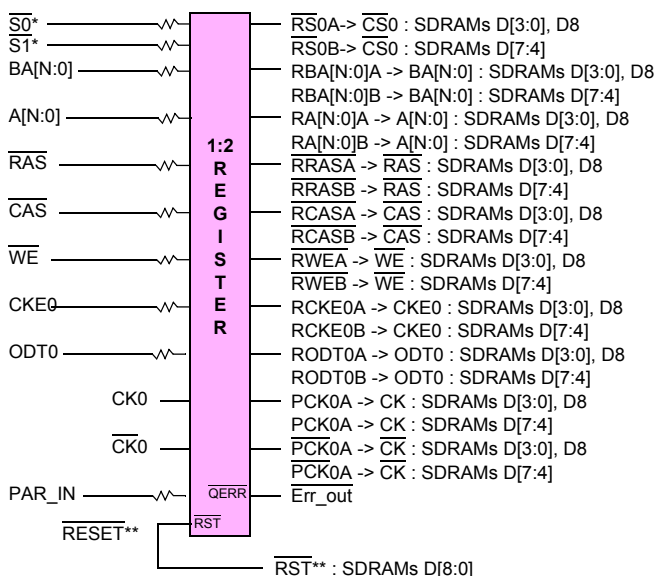 S0* RS0A-> CS0 : SDRAMs D[3:0], D8
S1* RS0B-> CS0 : SDRAMs D[7:4]
BA[N:0] RBA[N:0]A -> BA[N:0] : SDRAMs D[3:0], D8
RBA[N:0]B -> BA[N:0] : SDRAMs D[7:4]
A[N:0] RA[N:0]A -> A[N:0] : SDRAMs D[3:0], D8
RA[N:0]B -> A[N:0] : SDRAMs D[7:4]
1:2
REGISTER
RAS RRASA -> RAS : SDRAMs D[3:0], D8
RRASB -> RAS : SDRAMs D[7:4]
CAS RCASA -> CAS : SDRAMs D[3:0], D8
RCASB -> CAS : SDRAMs D[7:4]
WE RWEA -> WE : SDRAMs D[3:0], D8
RWEB -> WE : SDRAMs D[7:4]
CKE0 RCKE0A -> CKE0 : SDRAMs D[3:0], D8
RCKE0B -> CKE0 : SDRAMs D[7:4]
ODT0 RODT0A -> ODT0 : SDRAMs D[3:0], D8
RODT0B -> ODT0 : SDRAMs D[7:4]
CK0 PCK0A -> CK : SDRAMs D[3:0], D8
PCK0A -> CK : SDRAMs D[7:4]
CK0 PCK0A -> CK : SDRAMs D[3:0], D8
PCK0A -> CK : SDRAMs D[7:4]
PAR_IN QERR Err_out
RESET** RST
RST** : SDRAMs D[8:0]